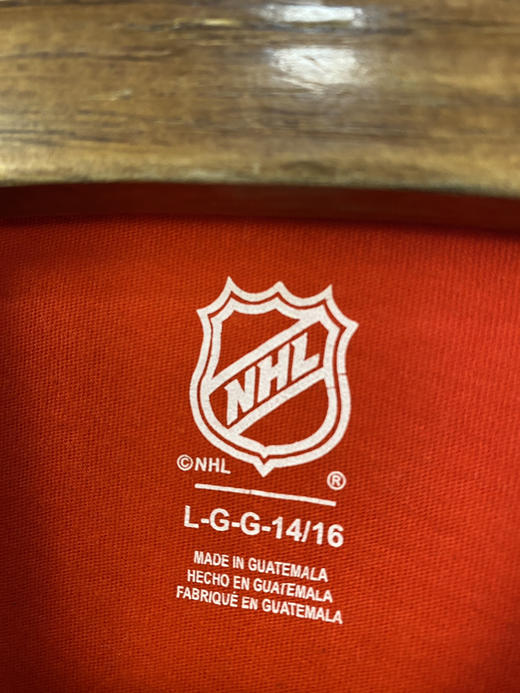 NHL
©NHL ®
L-G-G-14/16
MADE IN GUATEMALA
HECHO EN GUATEMALA
FABRIQUÉ EN GUATEMALA